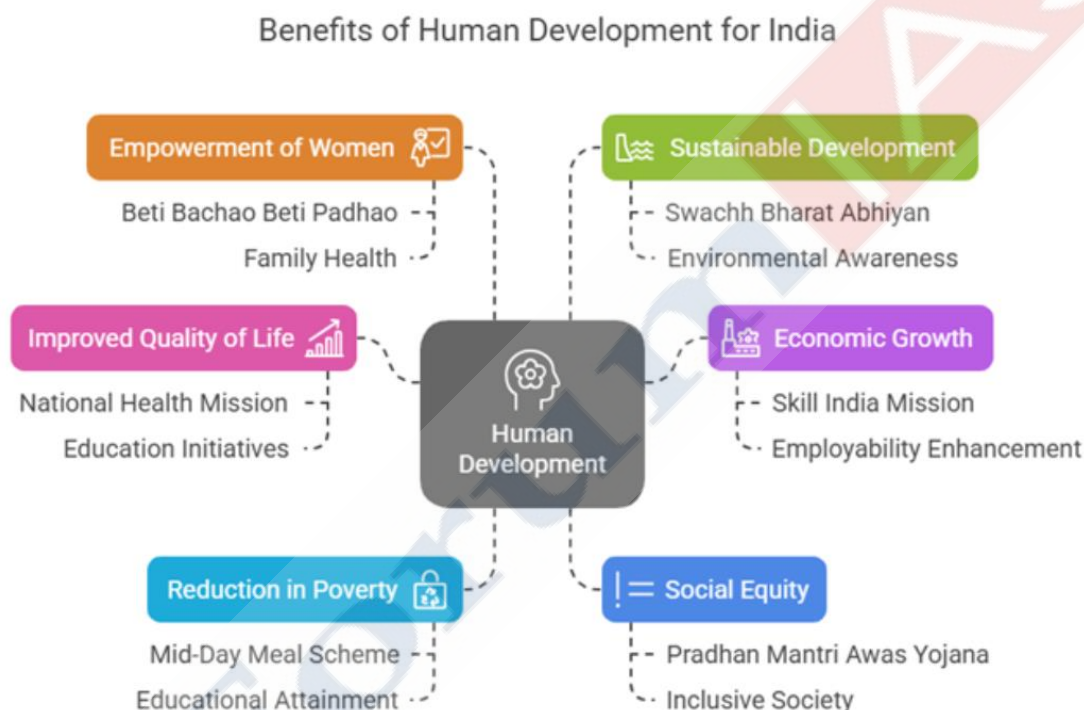 Benefits of Human Development for India
Empowerment of Women
Beti Bachao Beti Padhao
Family Health
Sustainable Development
Swachh Bharat Abhiyan
Environmental Awareness
Improved Quality of Life
National Health Mission
Education Initiatives
Human
Development
Economic Growth
Skill India Mission
Employability Enhancement
Reduction in Poverty
Mid-Day Meal Scheme
Educational Attainment
Social Equity
Pradhan Mantri Awas Yojana
Inclusive Society
ForumIAS